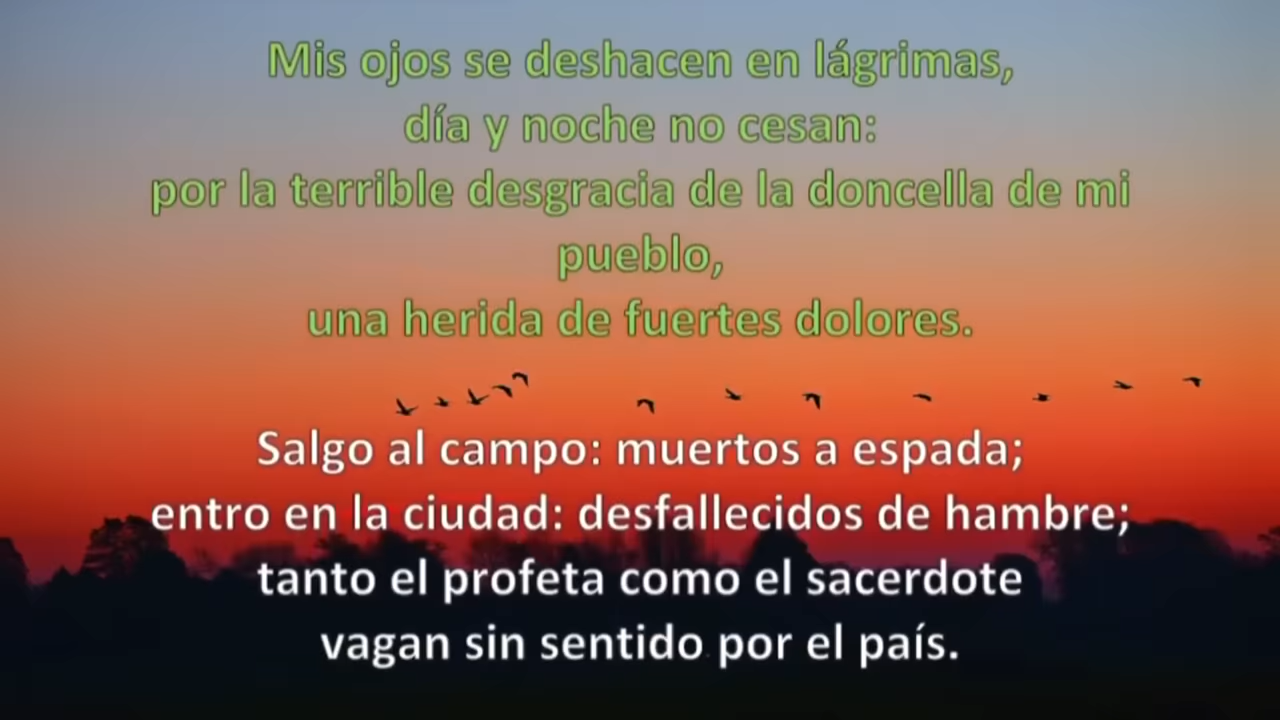 Mis ojos se deshacen en lágrimas,
día y noche no cesan:
por la terrible desgracia de la doncella de mi
pueblo,
una herida de fuertes dolores.
Salgo al campo: muertos a espada;
entro en la ciudad: desfallecidos de hambre;
tanto el profeta como el sacerdote
vagan sin sentido por el país.